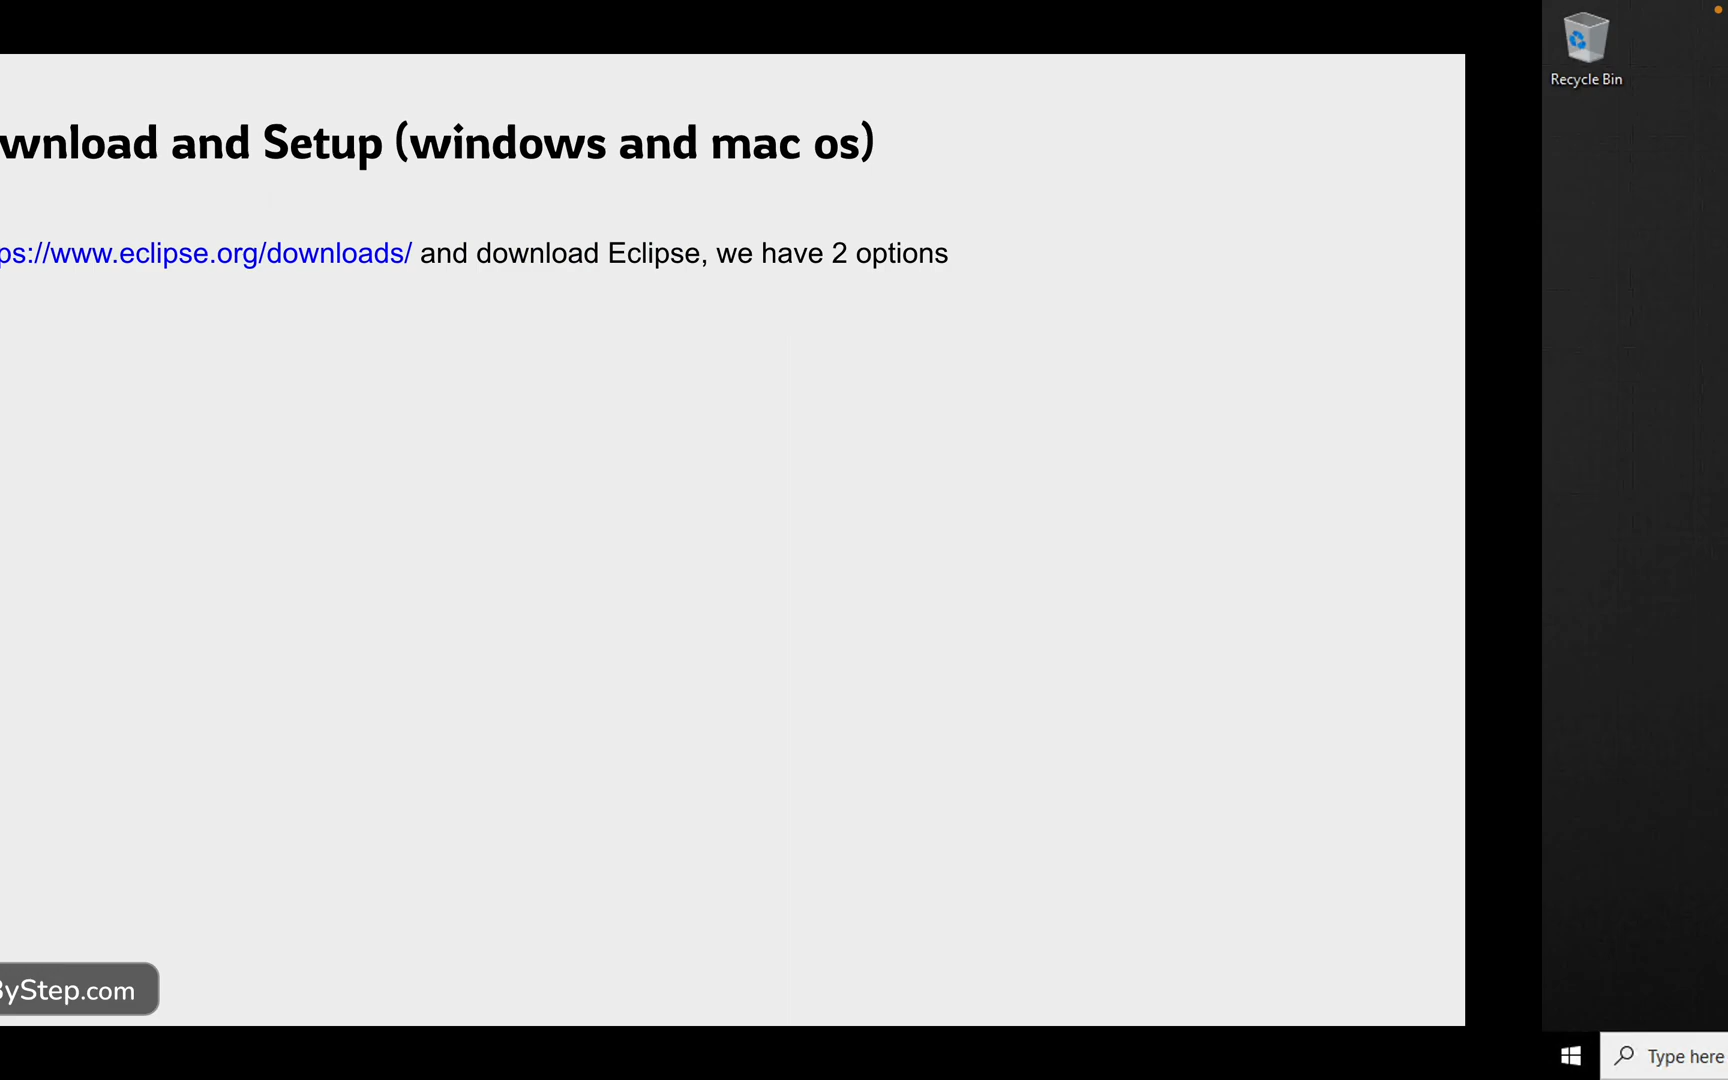 wnload and Setup (windows and mac os)
ps://www.eclipse.org/downloads/ and download Eclipse, we have 2 options
Recycle Bin
ByStep.com
Type here